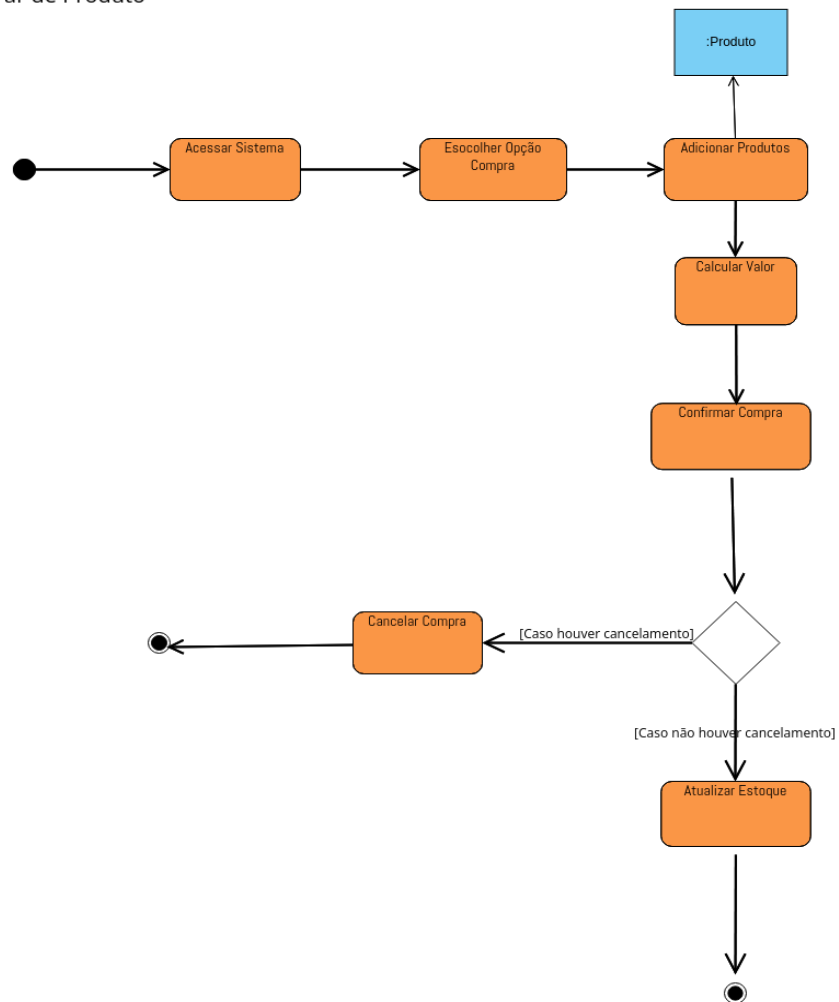 de Produto
:Produto
Acessar Sistema
Esocolher Opção
Compra
Adicionar Produtos
Calcular Valor
Confirmar Compra
Cancelar Compra
[Caso houver cancelamento]
[Caso não houver cancelamento]
Atualizar Estoque